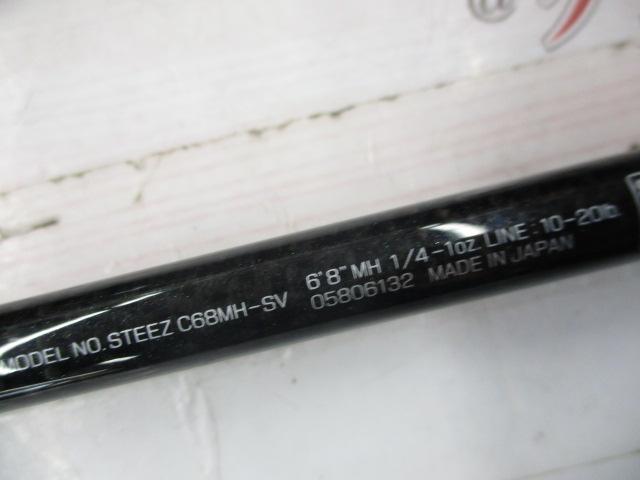 MODEL NO. STEEZ C68MH-SV 6'8" MH 1/4-1oz LINE:10-20lb.
05806132 MADE IN JAPAN